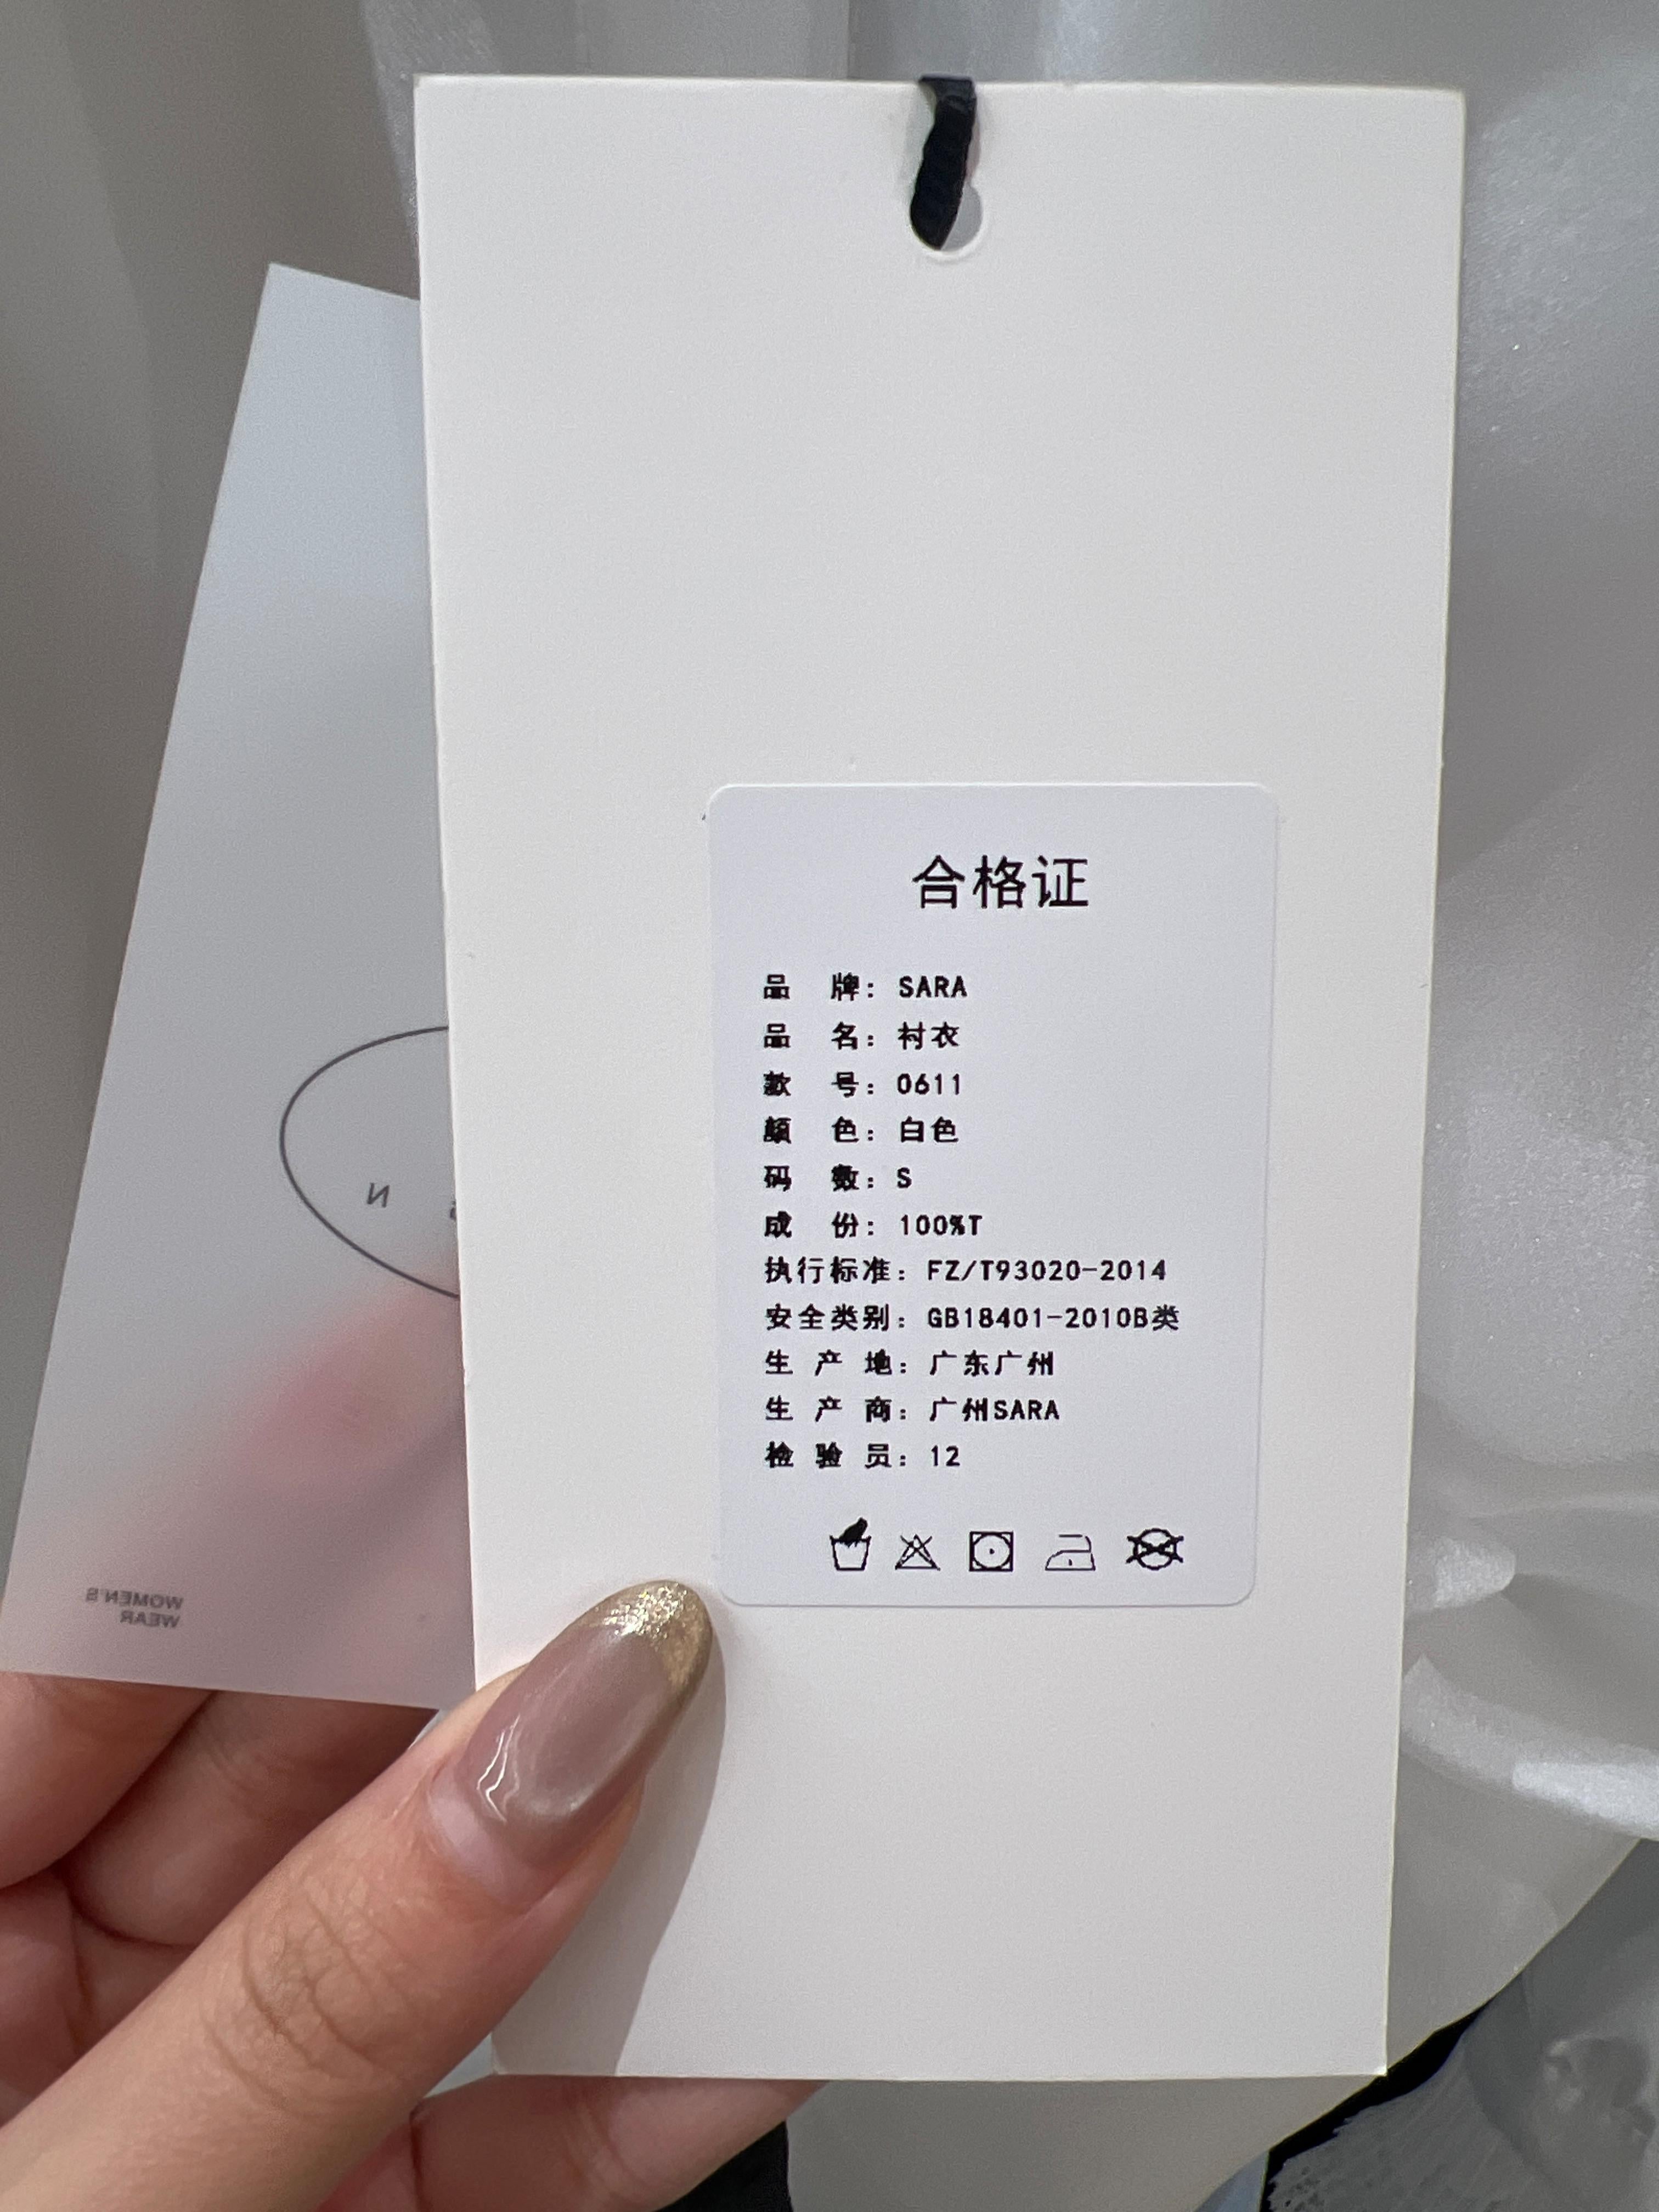 合格证
品 牌: SARA
品 名: 衬衣
款 号: 0611
颜 色: 白色
码 数: S
成 份: 100%T
执行标准: FZ/T93020-2014
安全类别: GB18401-2010B类
生 产 地: 广东广州
生 产 商: 广州SARA
检 验 员: 12
N
WOMEN'S
WEAR